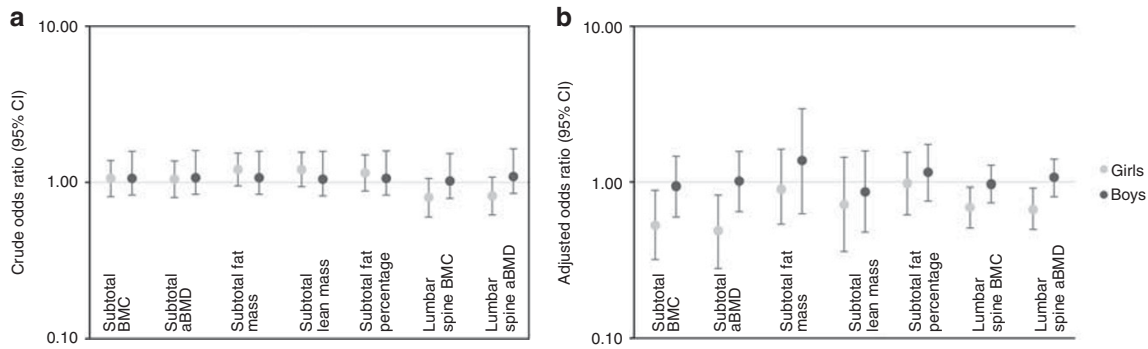 a
Crude odds ratio (95% CI)
10.00
1.00
0.10
Subtotal
BMC
Subtotal
aBMD
Subtotal fat
mass
Subtotal
lean mass
Subtotal fat
percentage
Lumbar
spine BMC
Lumbar
spine aBMD
b
Adjusted odds ratio (95% CI)
10.00
1.00
0.10
Subtotal
BMC
Subtotal
aBMD
Subtotal fat
mass
Subtotal
lean mass
Subtotal fat
percentage
Lumbar
spine BMC
Lumbar
spine aBMD
Girls
Boys